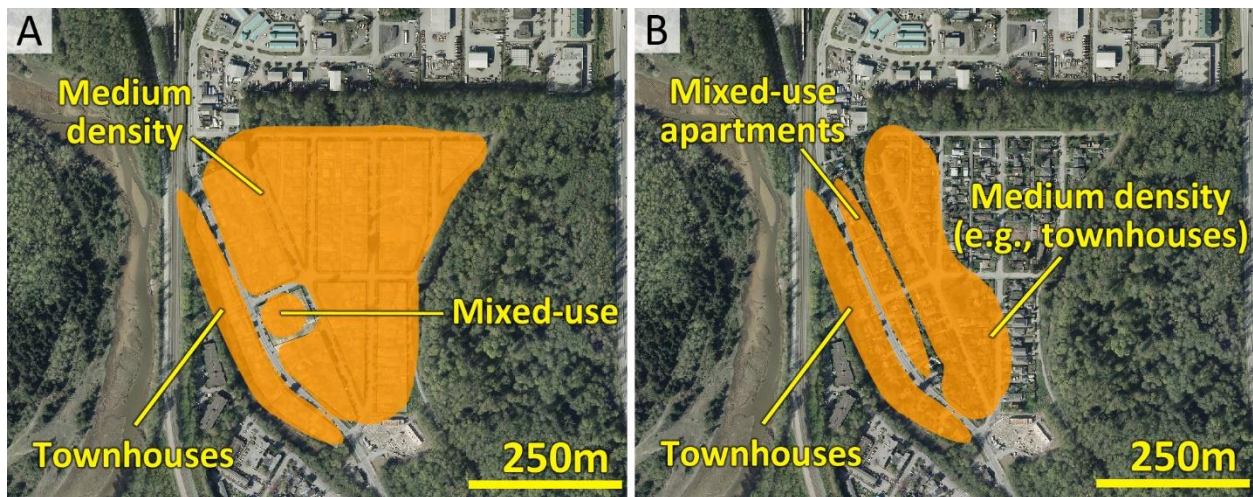 A
Medium
density
Mixed-use
Townhouses
250m
B
Mixed-use
apartments
Medium density
(e.g., townhouses)
Townhouses
250m